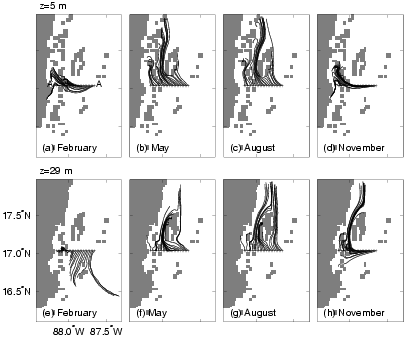 z=5 m
A
(a) February
(b) May
(c) August
(d) November
z=29 m
17.5°N
17.0°N
16.5°N
(e) February
(f) May
(g) August
(h) November
88.0°W 87.5°W